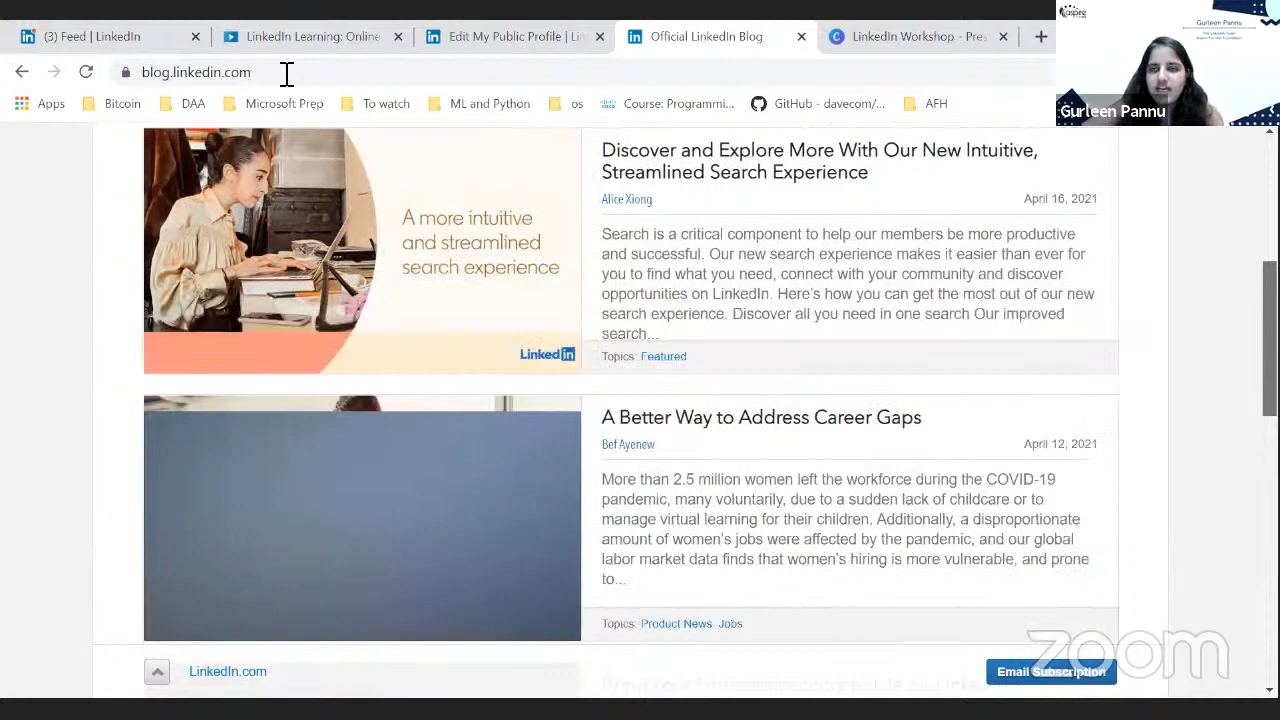 (3) Feed | LinkedIn
LinkedIn Learning: Online
Official LinkedIn Blog
LinkedIn Workshop Pres
blog.linkedin.com
Apps
Bitcoin
DAA
Microsoft Prep
To watch
ML and Python
os
Course: Programmi...
GitHub - davecom/...
AFH
aspire
Gurleen Pannu
Gurleen Pannu
A more intuitive
and streamlined
search experience
LinkedIn
Discover and Explore More With Our New Intuitive,
Streamlined Search Experience
Alice Xiong
April 16, 2021
Search is a critical component to help our members be more productive
and successful. Our new search experience makes it easier than ever for
you to find what you need, connect with your community and discover
opportunities on LinkedIn. Here's how you can get the most out of our new
search experience. Discover all you need in one search Our improved
search...
Topics: Featured
A Better Way to Address Career Gaps
Bef Ayenew
April 12, 2021
More than 2.5 million women left the workforce during the COVID-19
pandemic, many voluntarily, due to a sudden lack of childcare or to
manage virtual learning for their children. Additionally, a disproportionate
amount of women's jobs were affected by the pandemic, and our global
labor market data finds that women's hiring is more vulnerable, and prone
to...
Topics: Product News Jobs
LinkedIn.com
Email Subscription
zoom